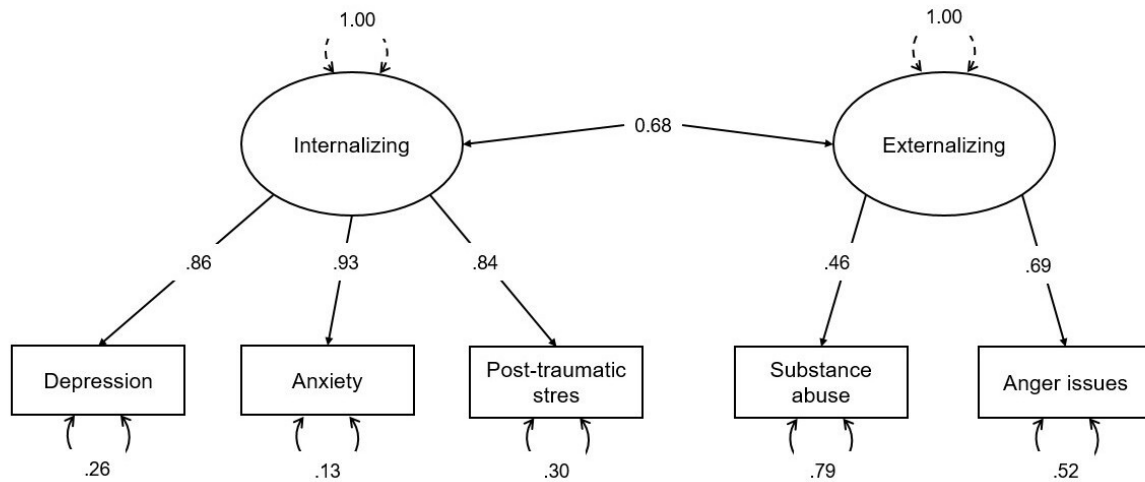 1.00
1.00
Internalizing
0.68
Externalizing
.86
.93
.84
.46
.69
Depression
Anxiety
Post-traumatic
stres
Substance
abuse
Anger issues
.26
.13
.30
.79
.52